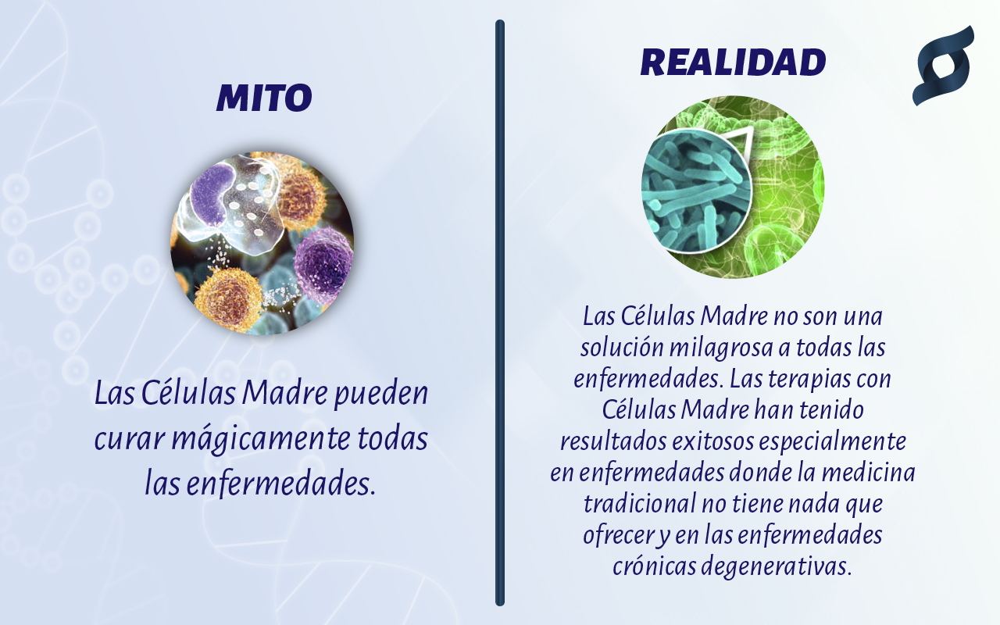 MITO
Las Células Madre pueden
curar mágicamente todas
las enfermedades.
REALIDAD
Las Células Madre no son una
solución milagrosa a todas las
enfermedades. Las terapias con
Células Madre han tenido
resultados exitosos especialmente
en enfermedades donde la medicina
tradicional no tiene nada que
ofrecer y en las enfermedades
crónicas degenerativas.